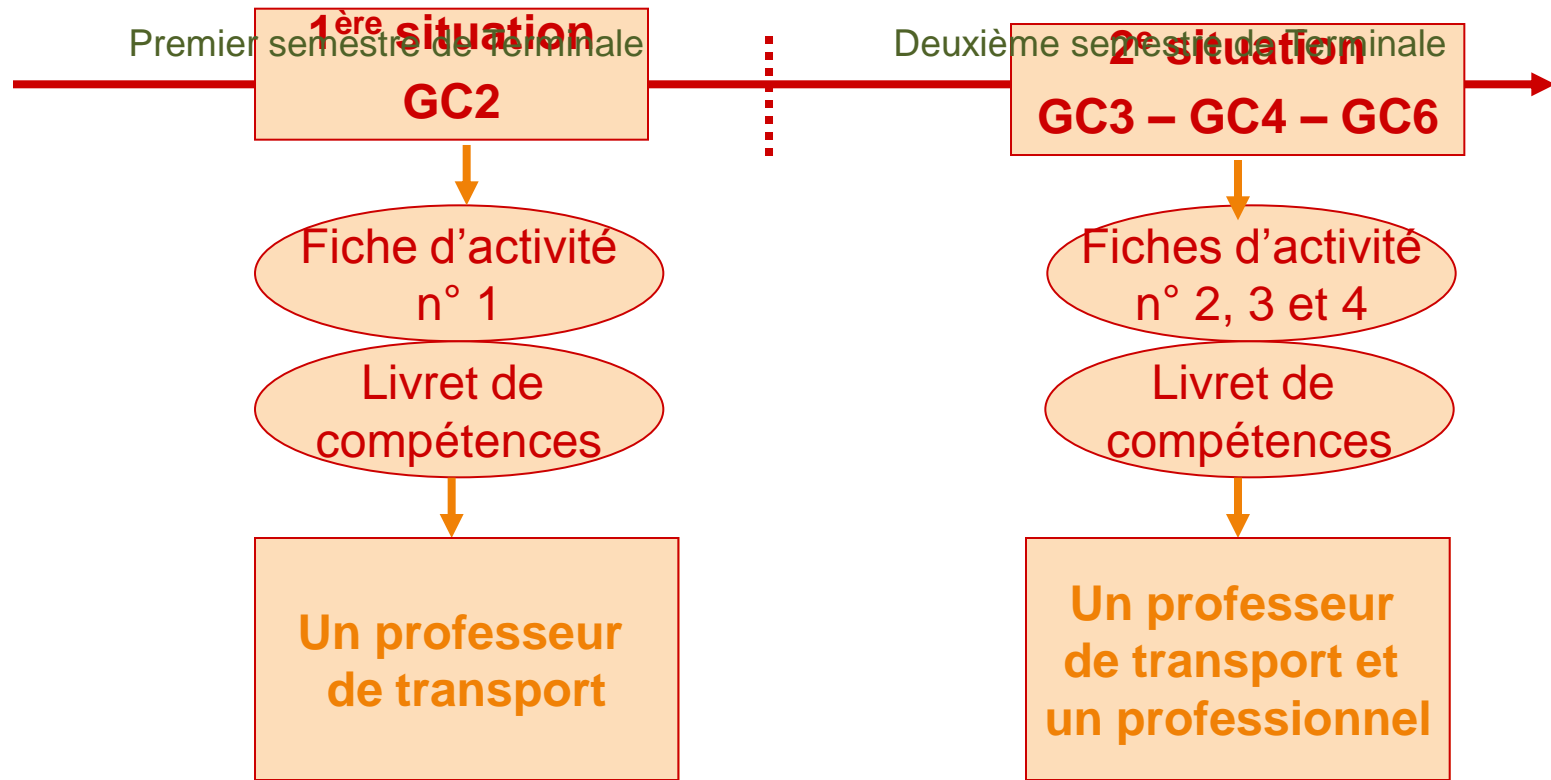 Premier semestre de Terminale
1ère situation
GC2
Fiche d’activité
n° 1
Livret de
compétences
Un professeur
de transport
Deuxième semestre de Terminale
2e situation
GC3 – GC4 – GC6
Fiches d’activité
n° 2, 3 et 4
Livret de
compétences
Un professeur
de transport et
un professionnel